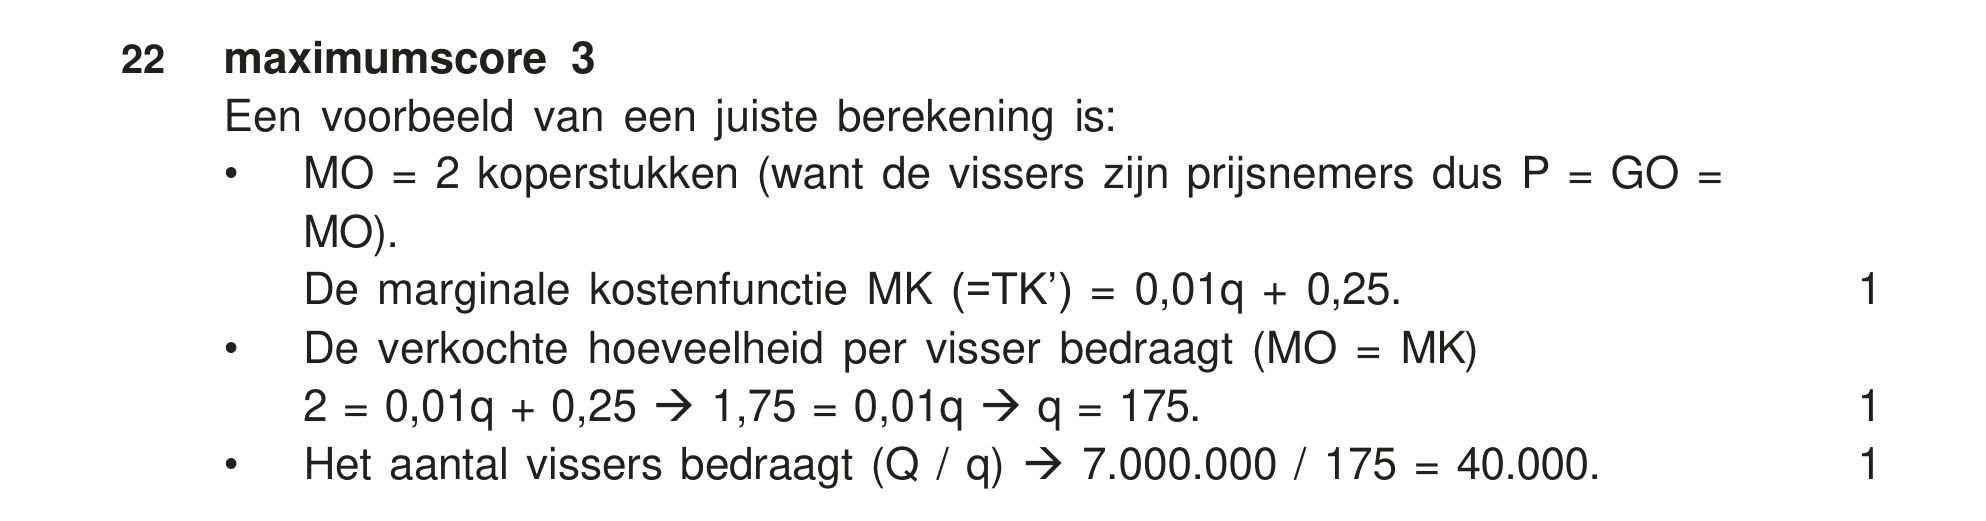 22 maximumscore 3
Een voorbeeld van een juiste berekening is:
• MO = 2 koperstukken (want de vissers zijn prijsnemers dus P = GO =
MO).
De marginale kostenfunctie MK (=TK’) = 0,01q + 0,25. 1
• De verkochte hoeveelheid per visser bedraagt (MO = MK)
2 = 0,01q + 0,25 → 1,75 = 0,01q → q = 175. 1
• Het aantal vissers bedraagt (Q / q) → 7.000.000 / 175 = 40.000. 1